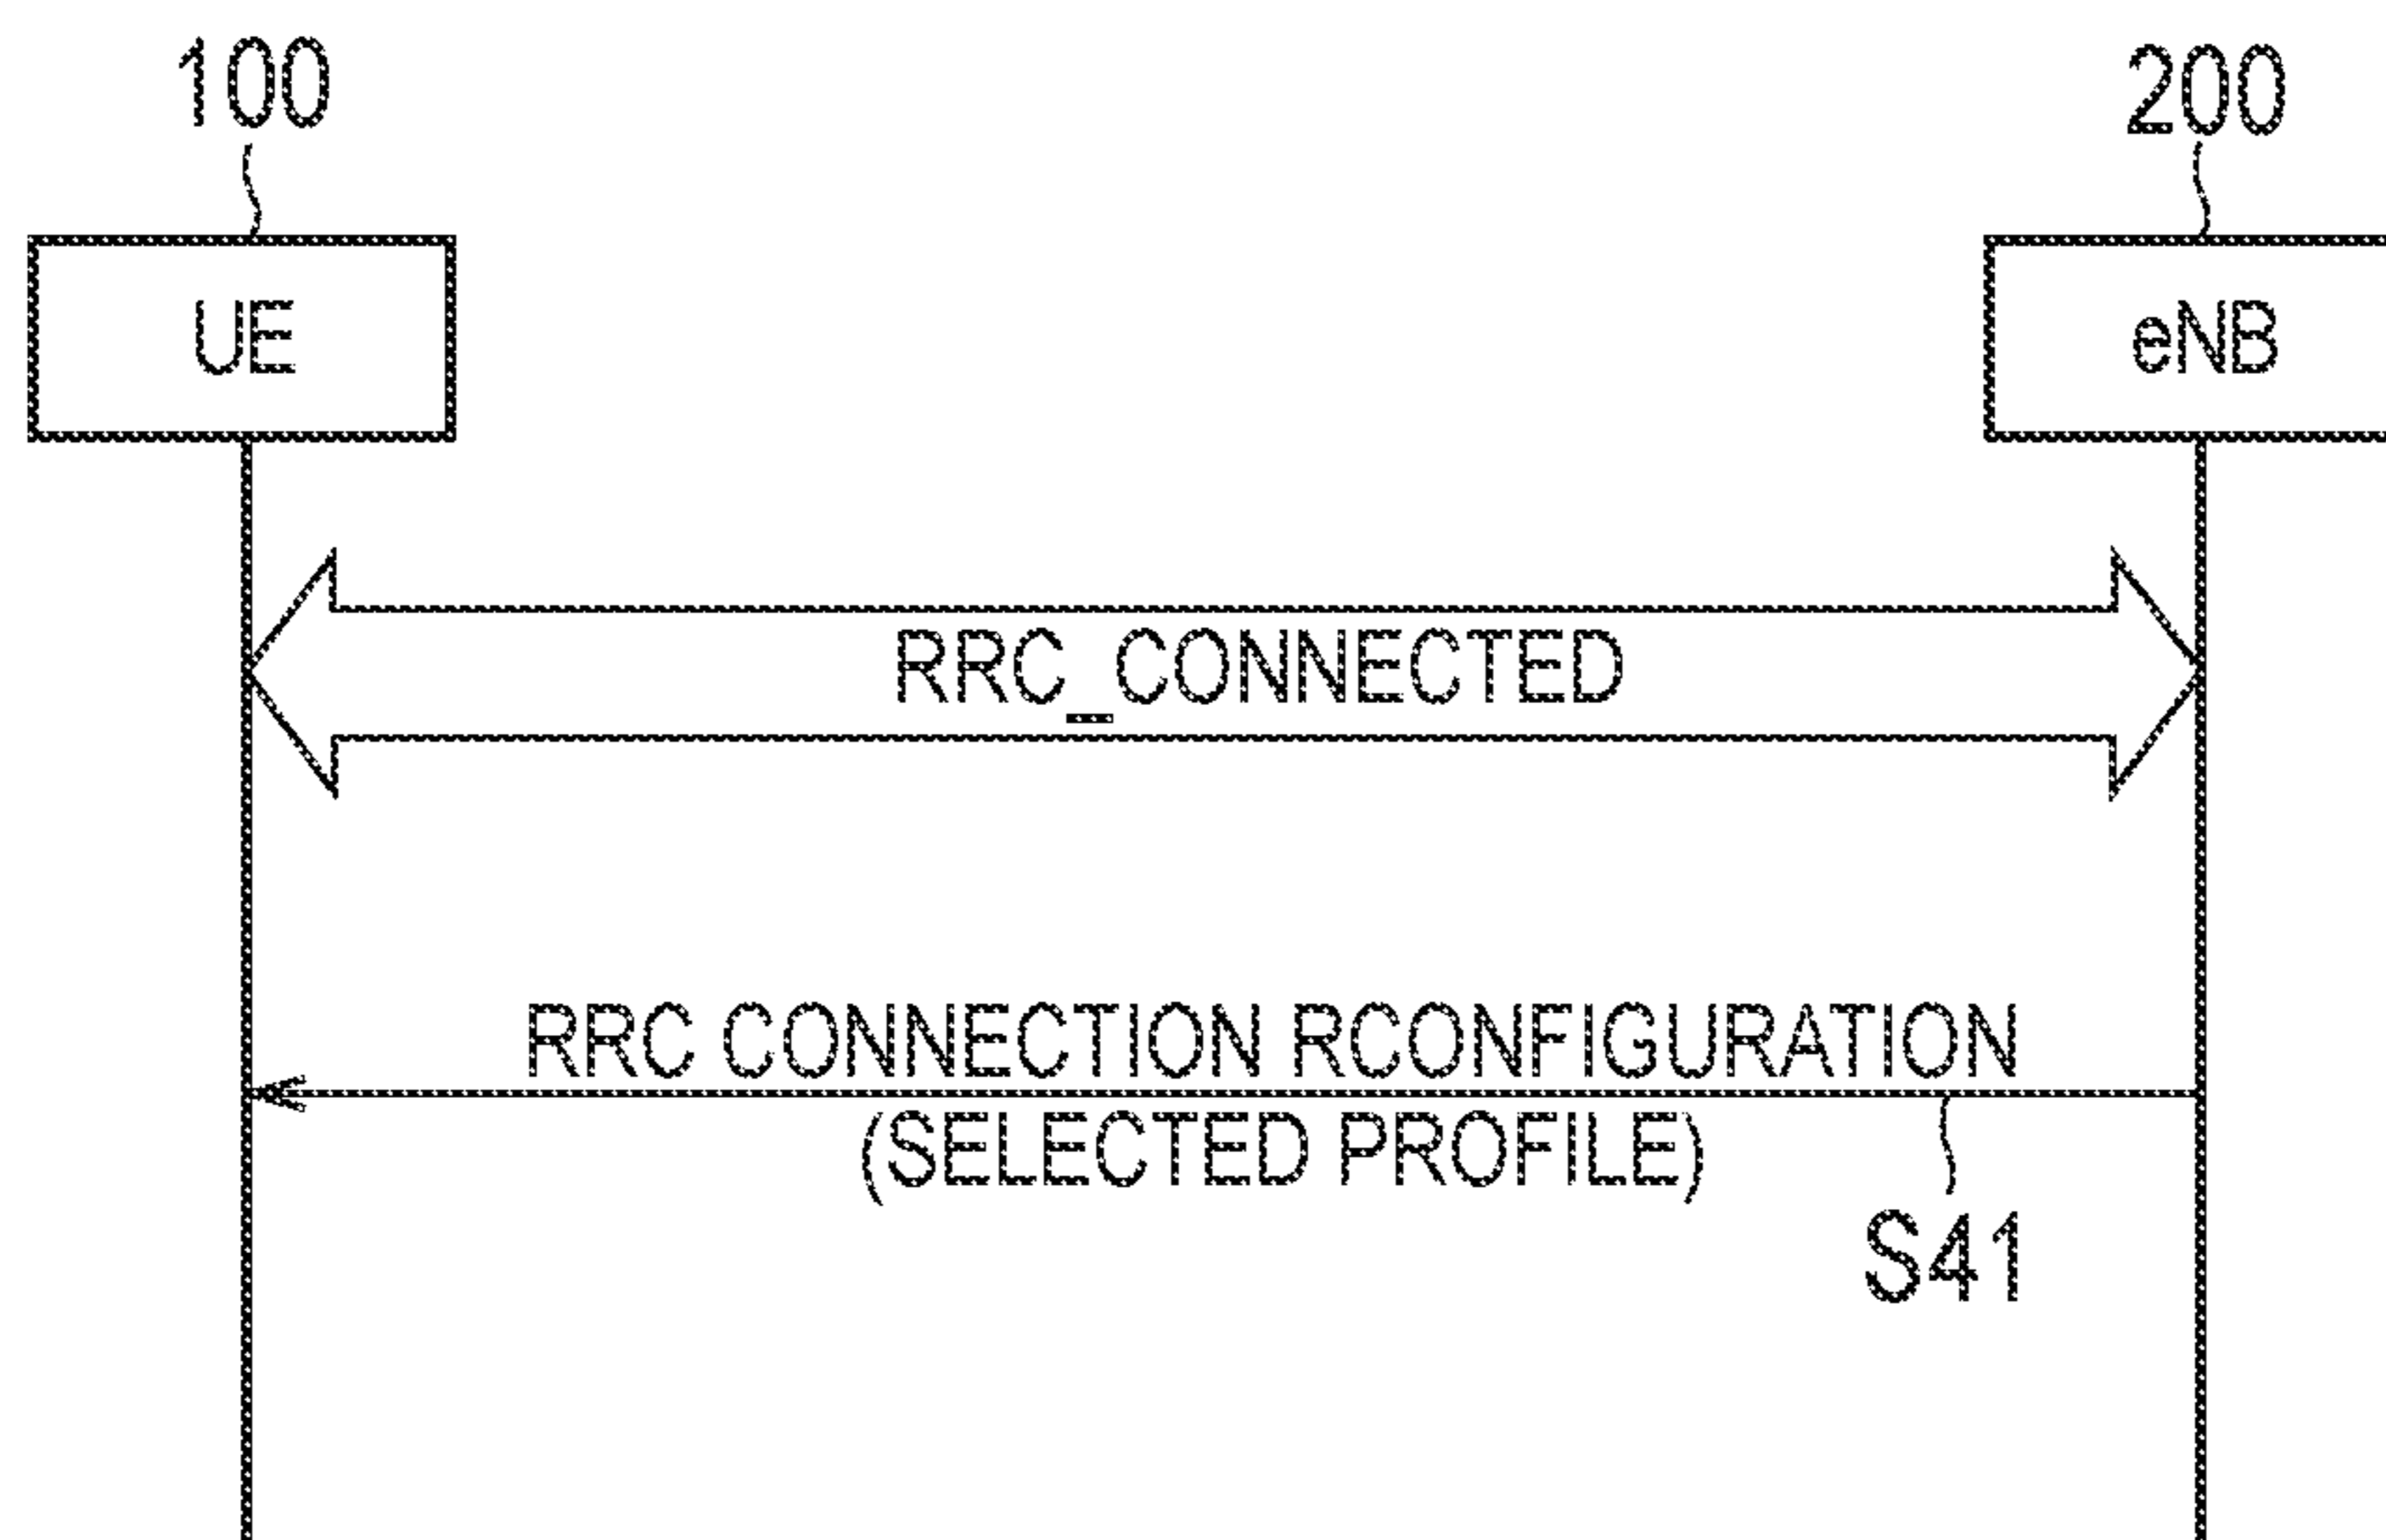 100
200
UE
eNB
RRC_CONNECTED
RRC CONNECTION RCONFIGURATION
(SELECTED PROFILE)
S41